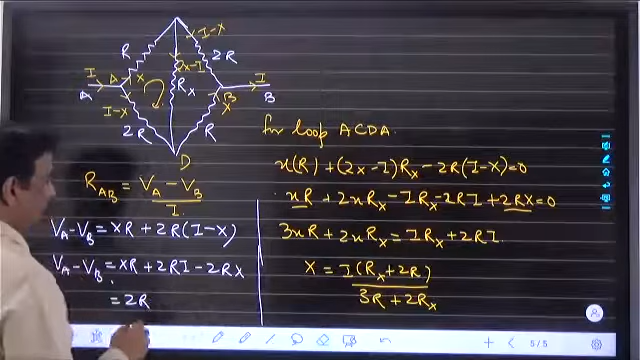 I-X
R
2R
2X-I
I
A
X
R_X
B
I
A
X
B
I-X
2R
R
D
for loop ACDA.
x(R) + (2x-I)R_x - 2R(I-x)=0
xR + 2xR_x - IR_x - 2RI + 2RX = 0
3xR + 2xR_x = IR_x + 2RI.
X = I(R_x + 2R) / 3R + 2R_x
R_AB = V_A - V_B / I.
V_A - V_B = XR + 2R(I-X)
V_A - V_B = XR + 2RI - 2RX
= 2R
5/5